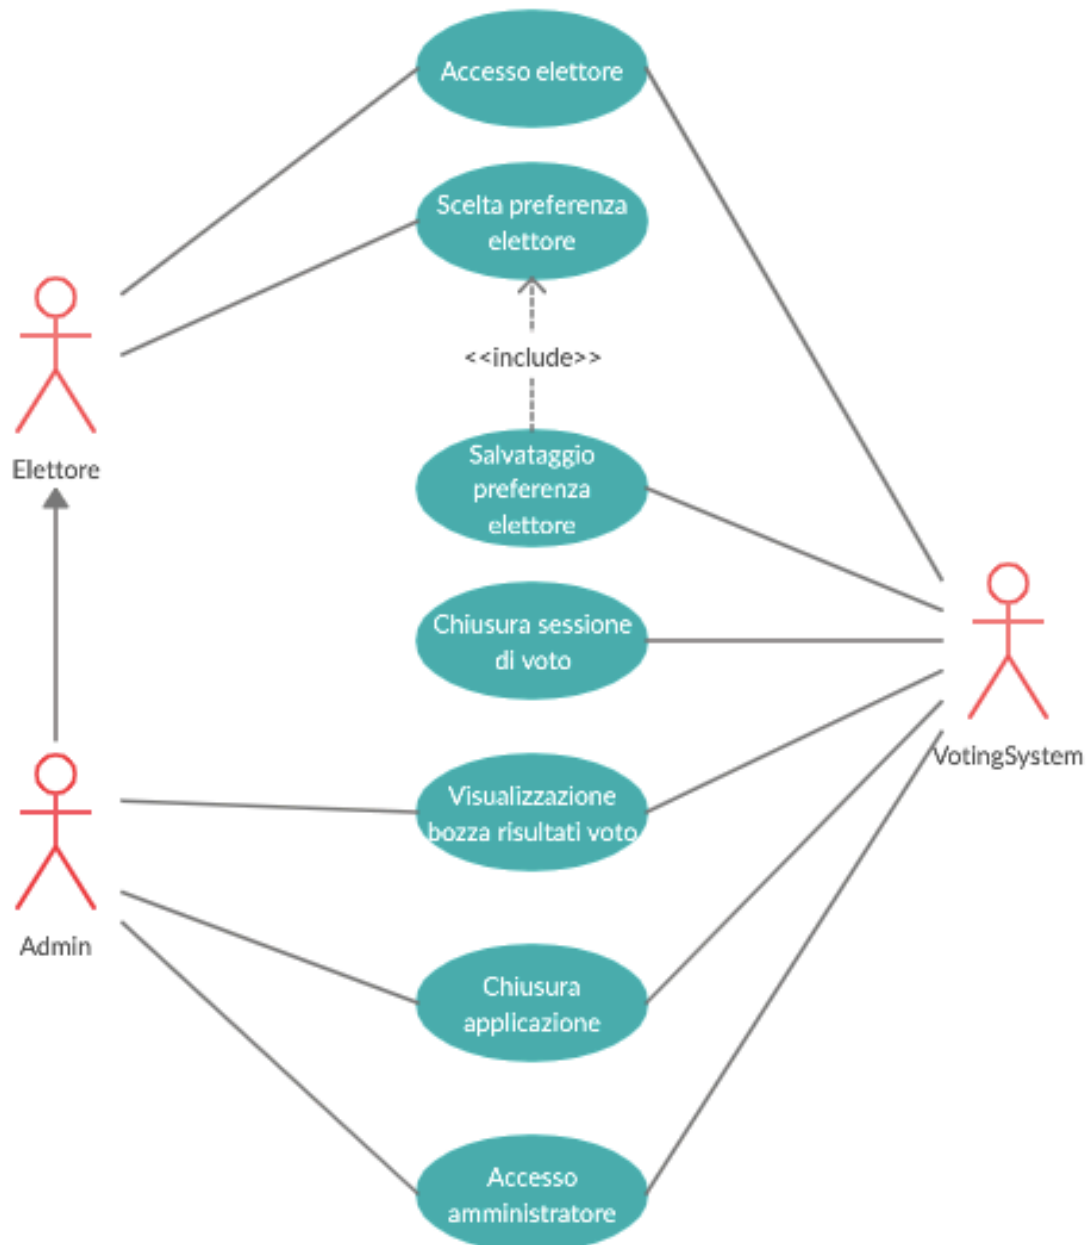 Accesso elettore
Scelta preferenza
elettore
<<include>>
Elettore
Salvataggio
preferenza
elettore
Chiusura sessione
di voto
VotingSystem
Visualizzazione
bozza risultati voto
Admin
Chiusura
applicazione
Accesso
amministratore